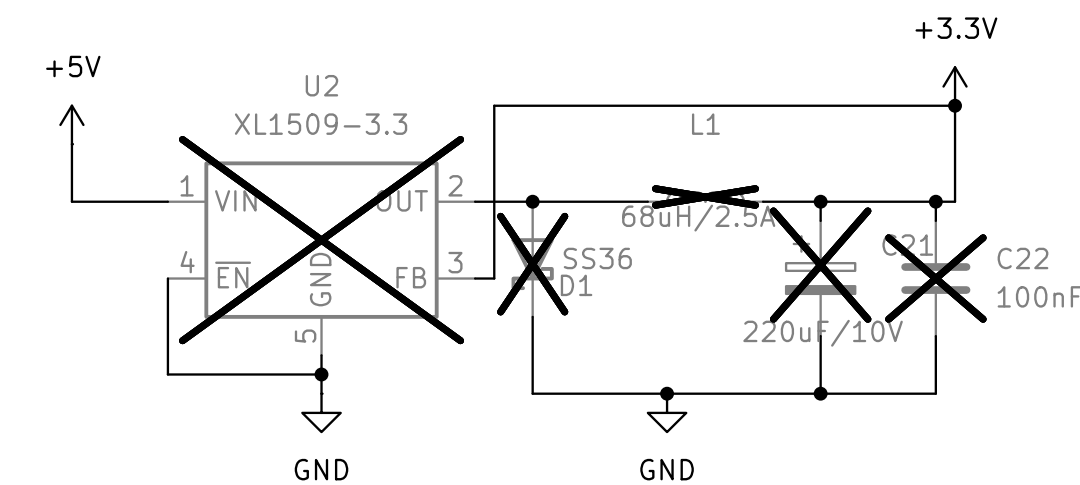 +3.3V
+5V
U2
XL1509-3.3
L1
1
VIN
OUT
2
68uH/2.5A
4
EN
GND
FB
3
SS36
D1
+
C21
C22
100nF
5
220uF/10V
GND
GND